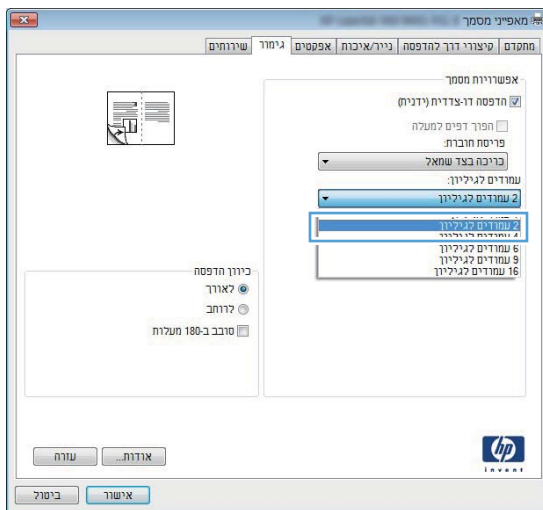 מאפייני מסמך
מתקדם
קיצורי דרך להדפסה
נייר/איכות
אפקטים
גימור
שירותים
אפשרויות מסמך
הדפסה דו-צדדית (ידנית)
הפוך דפים למעלה
פריסת חוברת:
כריכה בצד שמאל
עמודים לגיליון:
2 עמודים לגיליון
2 עמודים לגיליון
6 עמודים לגיליון
9 עמודים לגיליון
16 עמודים לגיליון
כיוון הדפסה
לאורך
לרוחב
סובב ב-180 מעלות
אודות...
עזרה
hp
invent
אישור
ביטול